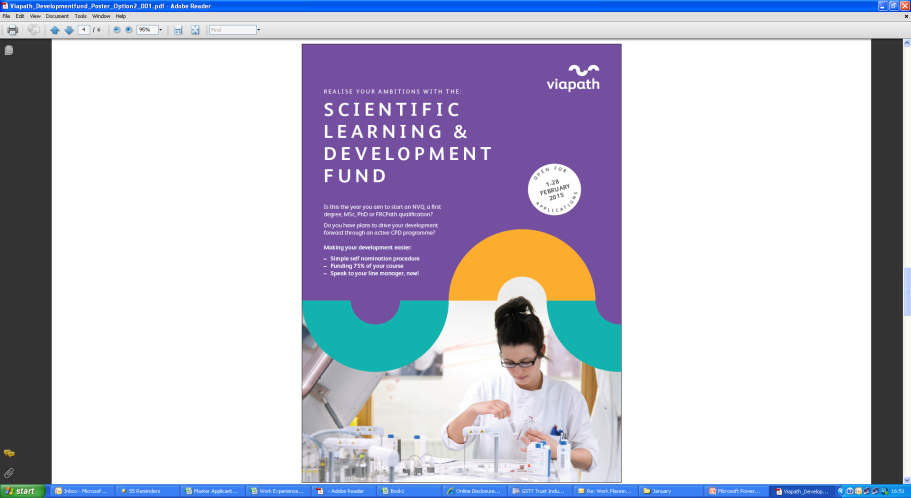 Viapath_Developmentfund_Poster_Option2_001.pdf - Adobe Reader
File Edit View Document Tools Window Help
4 / 6 95% Find
viapath
REALISE YOUR AMBITIONS WITH THE:
SCIENTIFIC
LEARNING &
DEVELOPMENT
FUND
OPEN FOR
1-28
FEBRUARY
2015
APPLICATIONS
Is this the year you aim to start an NVQ, a first
degree, MSc, PhD or FRCPath qualification?
Do you have plans to drive your development
forward through an active CPD programme?
Making your development easier:
– Simple self nomination procedure
– Funding 75% of your course
– Speak to your line manager, now!
start Inbox - Microsof... 35 Reminders Master Applicant... Work Experience... - Adobe Reader Book1 Online Disclosure... GSTT Trust Indu... Re: Work Placem... January Microsoft Power... Viapath_Develop... 16:52